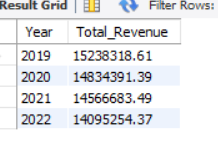 Result Grid Filter Rows:
Year Total_Revenue
2019 15238318.61
2020 14834391.39
2021 14566683.49
2022 14095254.37